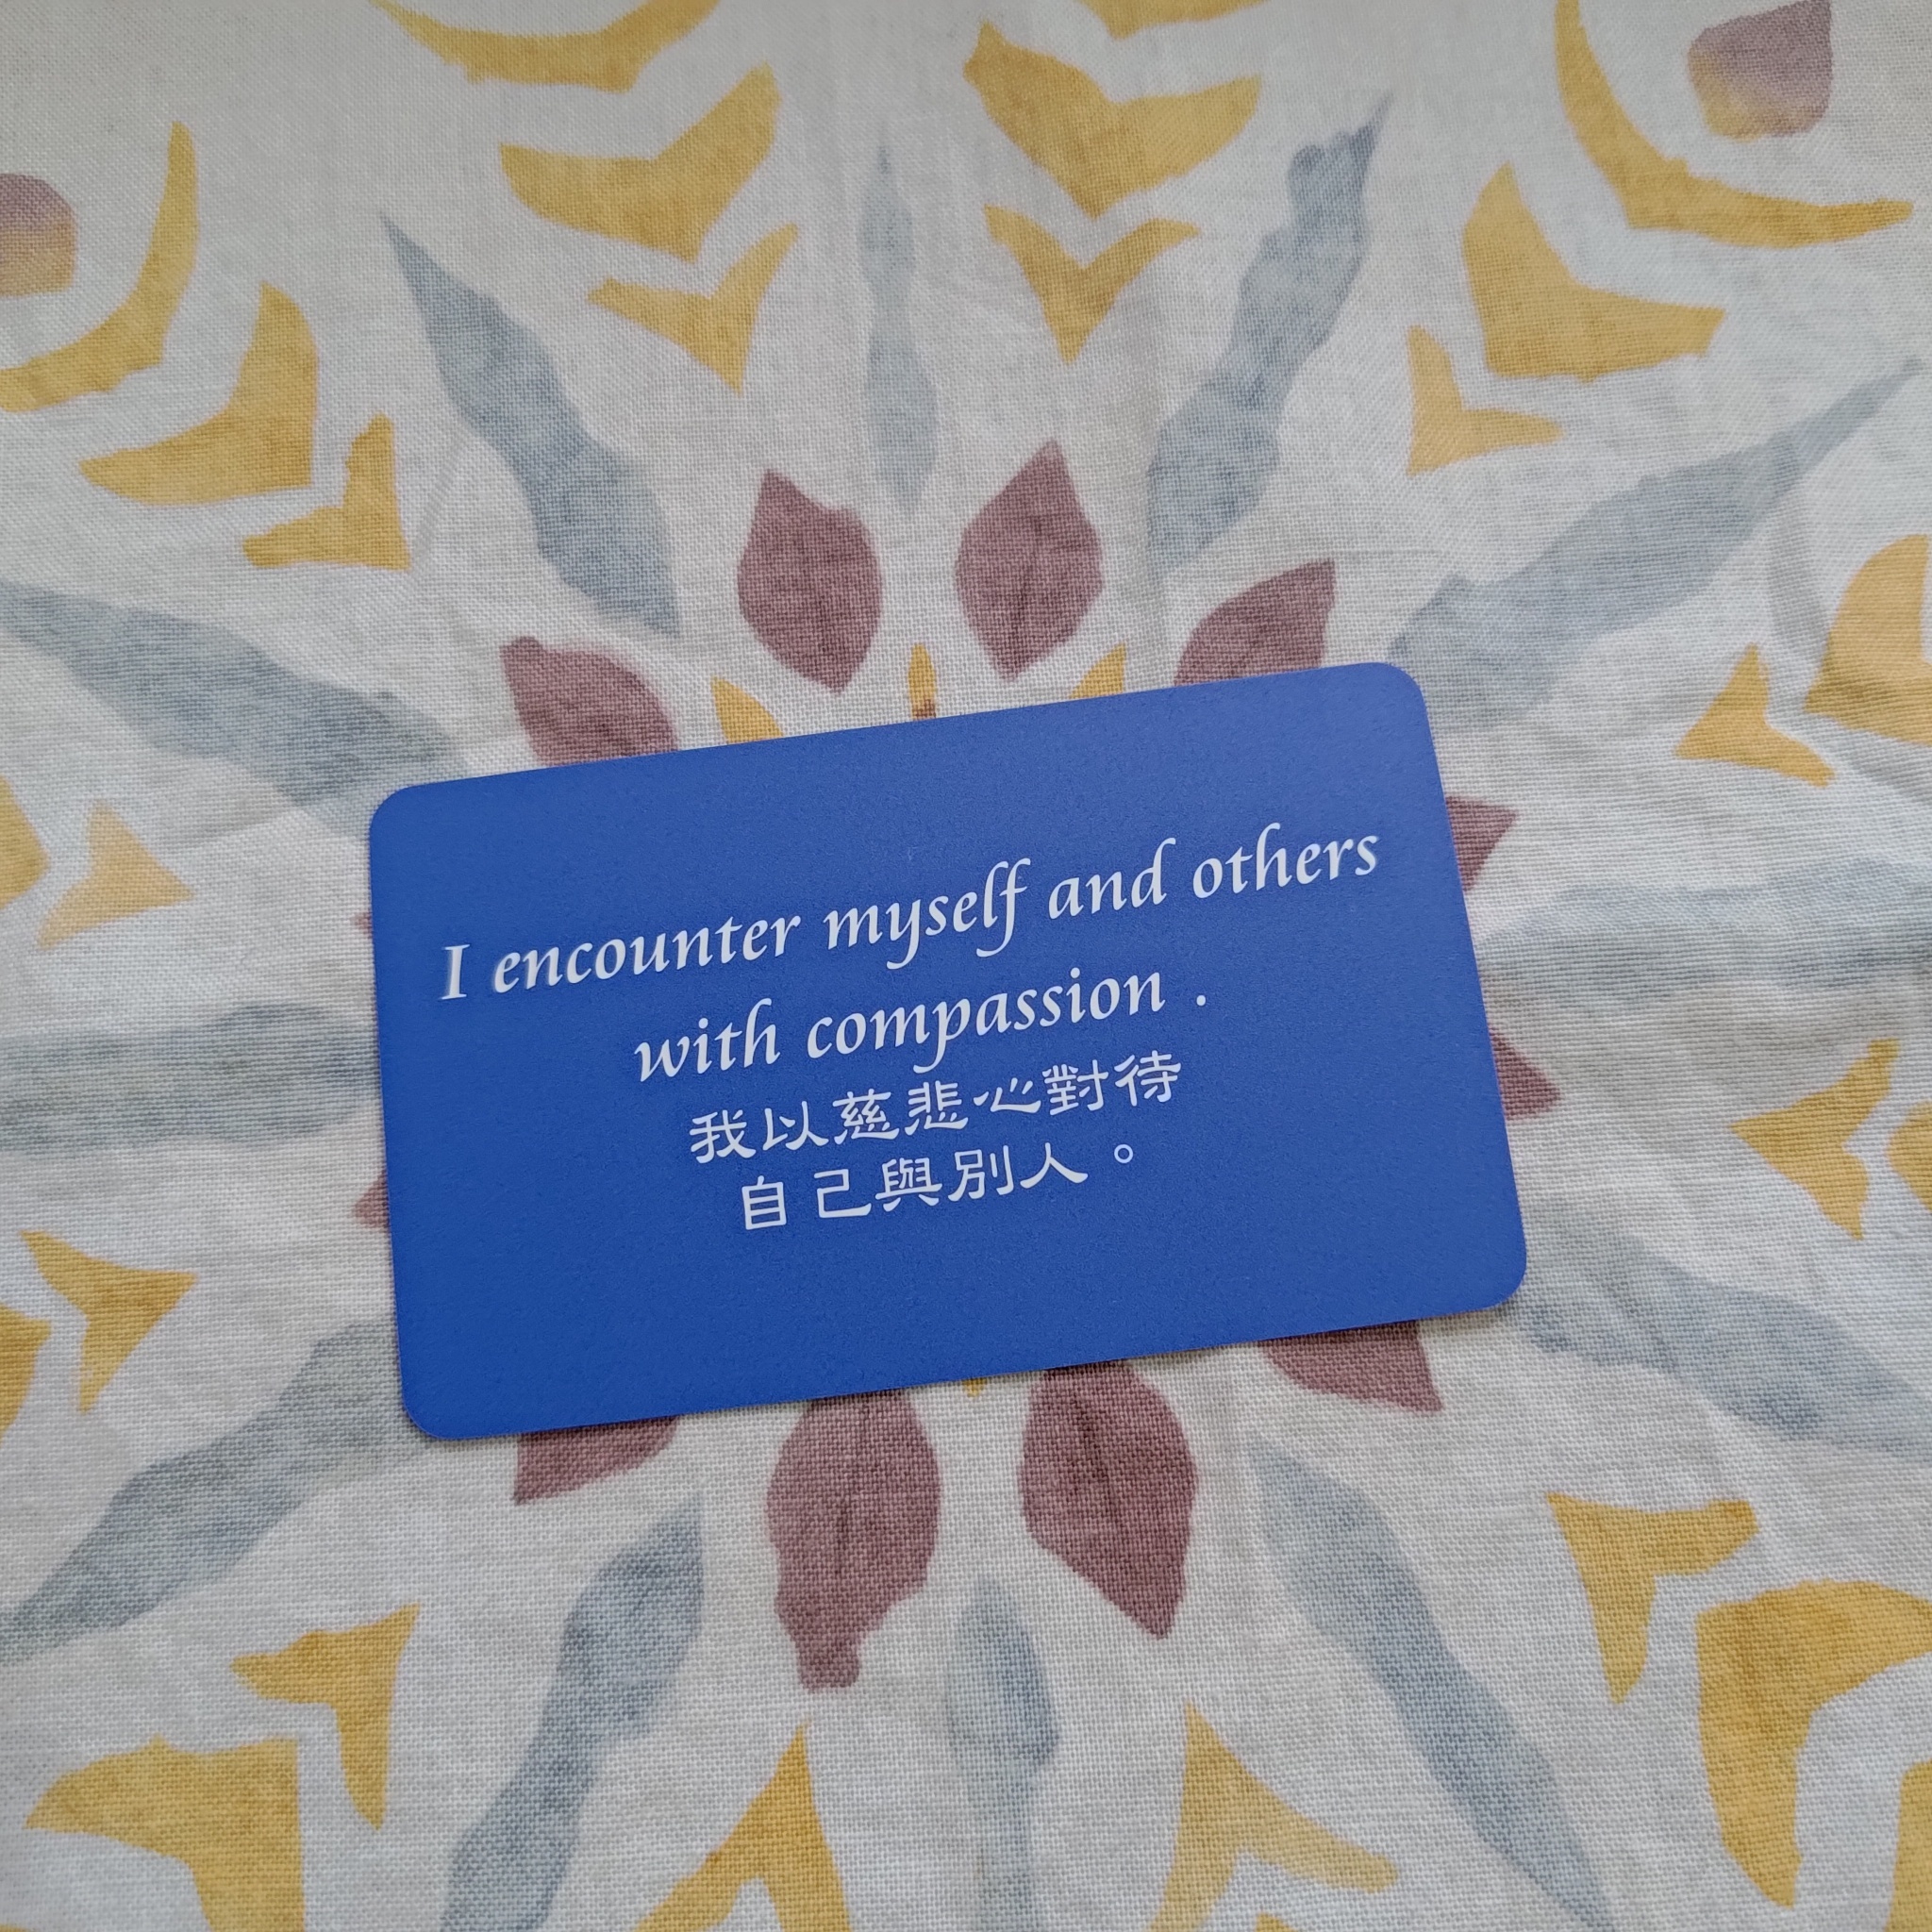 I encounter myself and others
with compassion .
我以慈悲心對待
自己與別人。